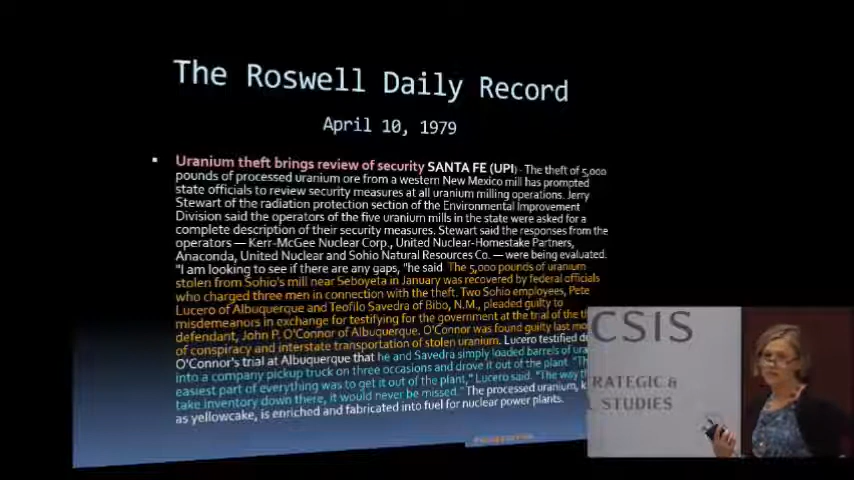 The Roswell Daily Record
April 10, 1979
▪ Uranium theft brings review of security SANTA FE (UPI) - The theft of 5,000
pounds of processed uranium ore from a western New Mexico mill has prompted
state officials to review security measures at all uranium milling operations. Jerry
Stewart of the radiation protection section of the Environmental Improvement
Division said the operators of the five uranium mills in the state were asked for a
complete description of their security measures. Stewart said the responses from the
operators — Kerr-McGee Nuclear Corp., United Nuclear-Homestake Partners,
Anaconda, United Nuclear and Sohio Natural Resources Co. — were being evaluated.
"I am looking to see if there are any gaps, "he said The 5,000 pounds of uranium
stolen from Sohio's mill near Seboyeta in January was recovered by federal officials
who charged three men in connection with the theft. Two Sohio employees, Pete
Lucero of Albuquerque and Teofilo Savedra of Bibo, N.M., pleaded guilty to
misdemeanors in exchange for testifying for the government at the trial of the
defendant, John P. O'Connor of Albuquerque. O'Connor was found guilty last
of conspiracy and interstate transportation of stolen uranium. Lucero testified
O'Connor's trial at Albuquerque that he and Savedra simply loaded barrels of
into a company pickup truck on three occasions and drove it out of the plant.
easiest part of everything was to get it out of the plant," Lucero said. "The way
take inventory down there, it would never be missed." The processed uranium,
as yellowcake, is enriched and fabricated into fuel for nuclear power plants.
CSIS
STUDIES